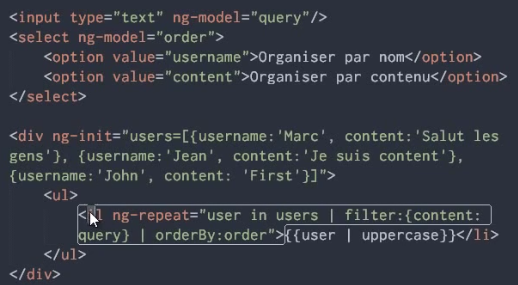 <input type="text" ng-model="query"/>
<select ng-model="order">
<option value="username">Organiser par nom</option>
<option value="content">Organiser par contenu</option>
</select>
<div ng-init="users=[{username:'Marc', content:'Salut les
gens'}, {username:'Jean', content:'Je suis content'},
{username:'John', content: 'First'}]">
<ul>
<li ng-repeat="user in users | filter:{content:
query} | orderBy:order">{{user | uppercase}}</li>
</ul>
</div>